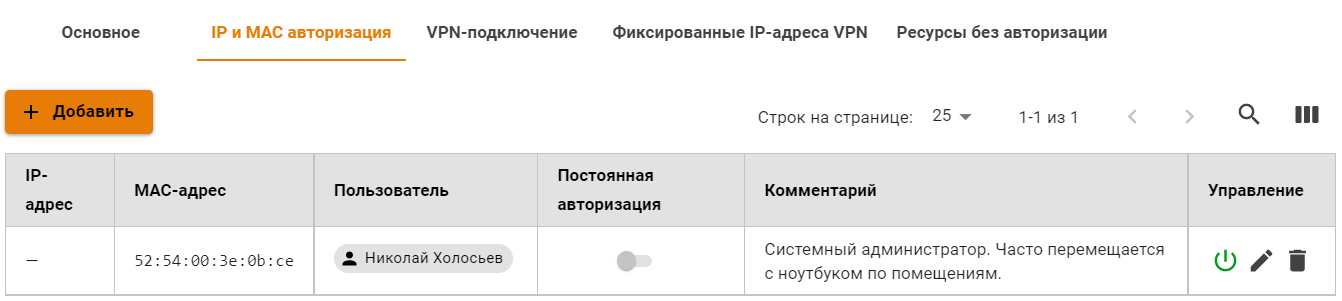 Основное IP и MAC авторизация VPN-подключение Фиксированные IP-адреса VPN Ресурсы без авторизации
Добавить
Строк на странице: 25 1-1 из 1
IP-адрес MAC-адрес Пользователь Постоянная авторизация Комментарий Управление
— 52:54:00:3e:0b:ce Николай Холосьев Системный администратор. Часто перемещается
с ноутбуком по помещениям.